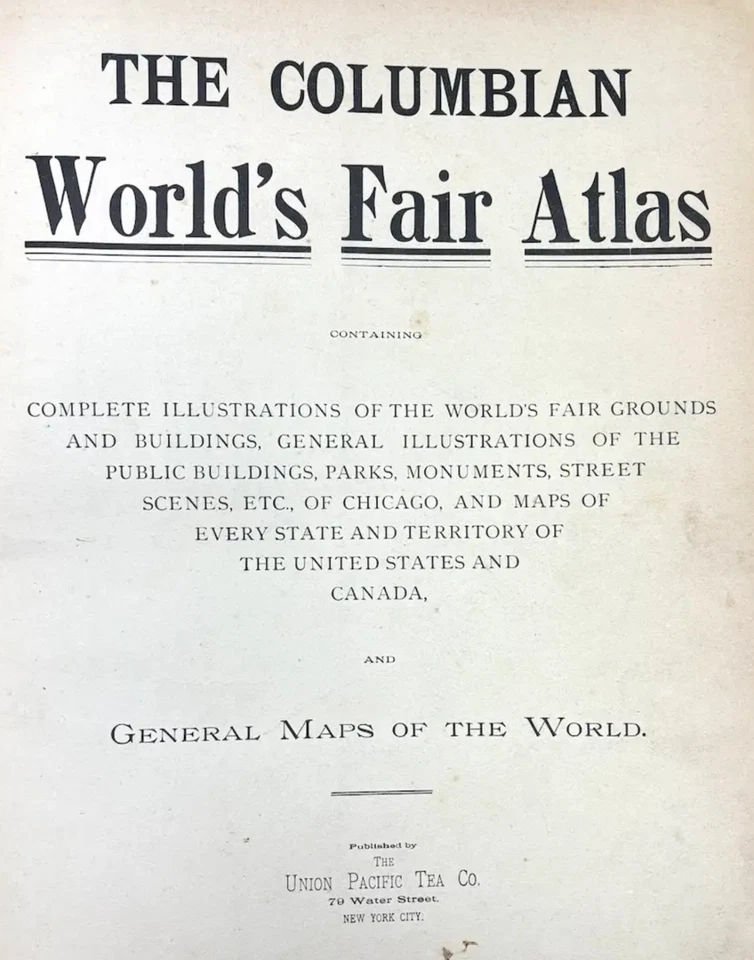 THE COLUMBIAN
World's Fair Atlas
CONTAINING
COMPLETE ILLUSTRATIONS OF THE WORLD'S FAIR GROUNDS
AND BUILDINGS, GENERAL ILLUSTRATIONS OF THE
PUBLIC BUILDINGS, PARKS, MONUMENTS, STREET
SCENES, ETC., OF CHICAGO, AND MAPS OF
EVERY STATE AND TERRITORY OF
THE UNITED STATES AND
CANADA,
AND
GENERAL MAPS OF THE WORLD.
Published by
THE
UNION PACIFIC TEA CO.
79 Water Street.
NEW YORK CITY.